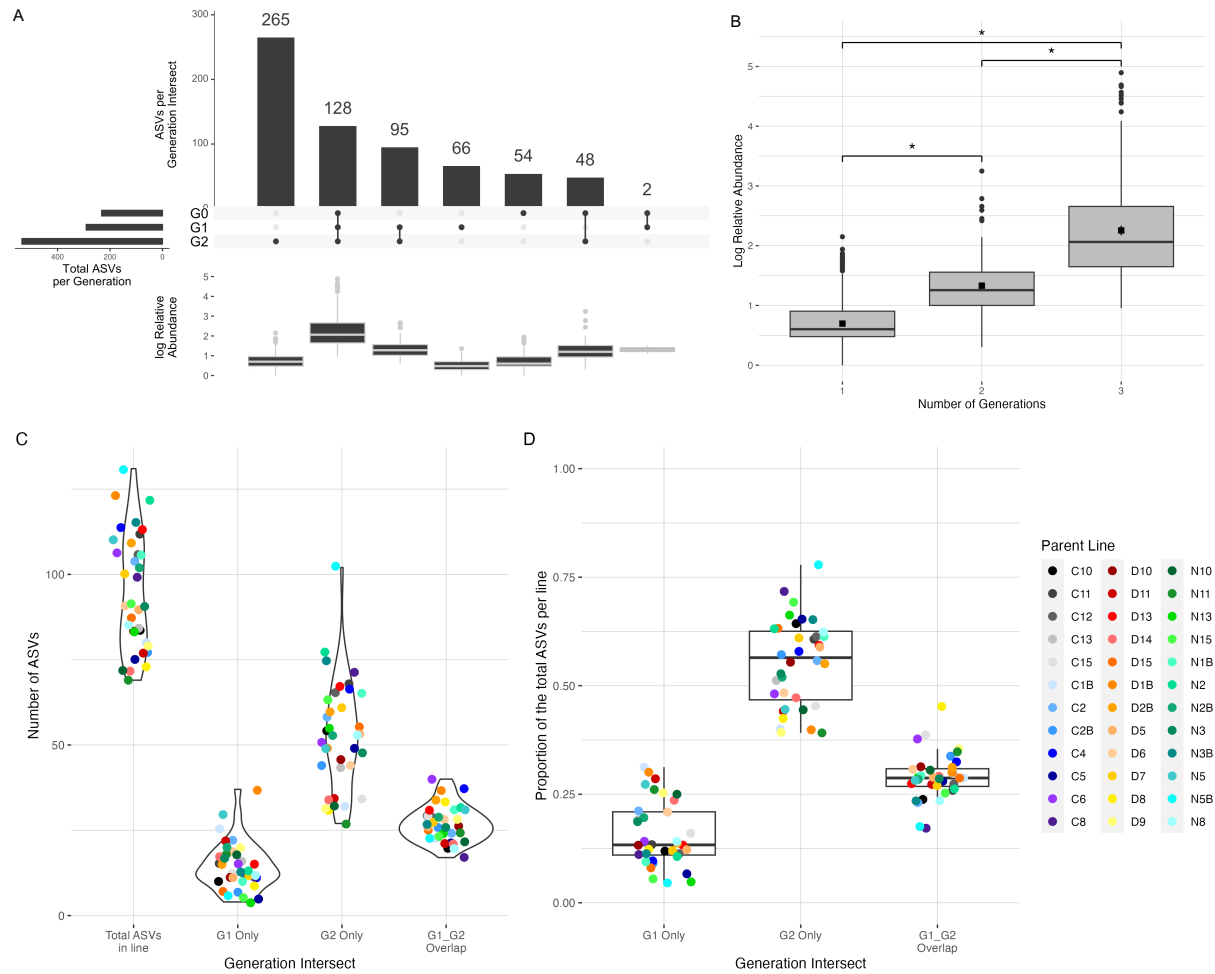 A
ASVs per
Generation Intersect
300
200
100
0
265
128
95
66
54
48
2
G0
G1
G2
400
200
0
Total ASVs
per Generation
log Relative
Abundance
5
4
3
2
1
0
B
Log Relative Abundance
5
4
3
2
1
0
*
*
*
1
2
3
Number of Generations
C
Number of ASVs
100
50
0
Total ASVs
in line
G1 Only
G2 Only
G1_G2
Overlap
Generation Intersect
D
Proportion of the total ASVs per line
1.00
0.75
0.50
0.25
0.00
G1 Only
G2 Only
G1_G2
Overlap
Generation Intersect
Parent Line
C10 D10 N10
C11 D11 N11
C12 D13 N13
C13 D14 N15
C15 D15 N1B
C1B D1B N2
C2 D2B N2B
C2B D5 N3
C4 D6 N3B
C5 D7 N5
C6 D8 N5B
C8 D9 N8